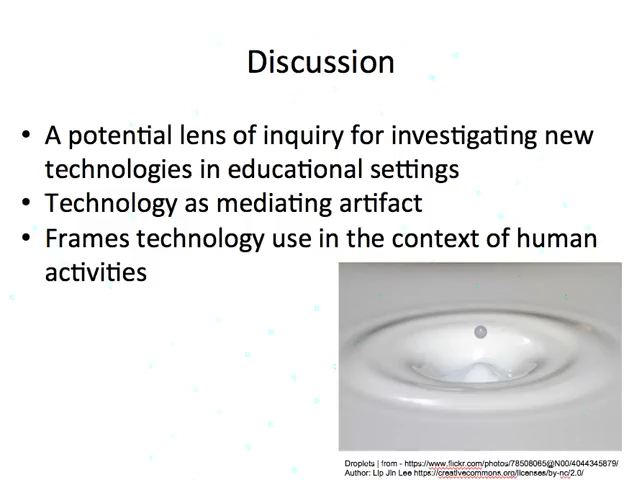 Discussion
• A potential lens of inquiry for investigating new
technologies in educational settings
• Technology as mediating artifact
• Frames technology use in the context of human
activities
Droplets | from - https://www.flickr.com/photos/78508065@N00/4044345879/
Author: Lip Jin Lee https://creativecommons.org/licenses/by-nc/2.0/